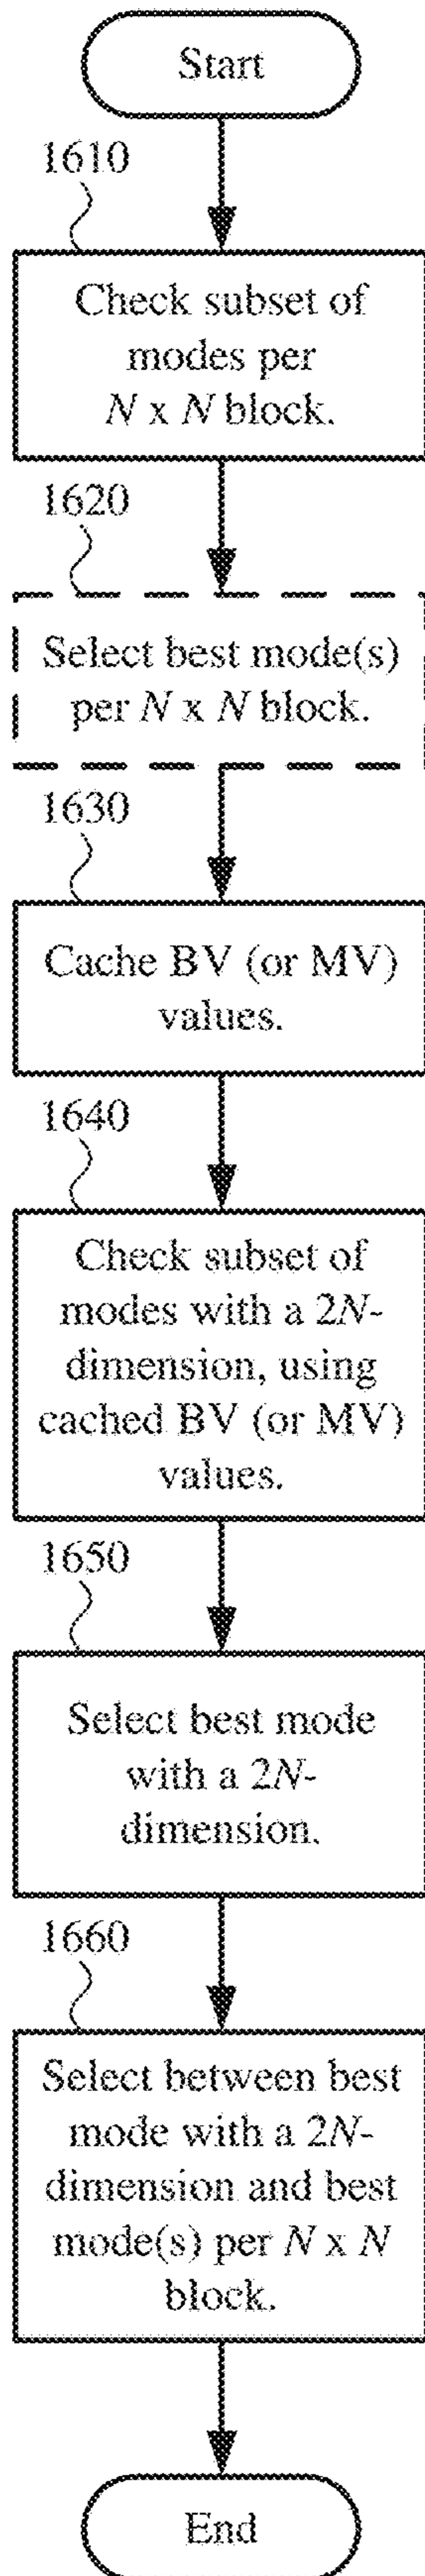 Start
1610
Check subset of
modes per
N x N block.
1620
Select best mode(s)
per N x N block.
1630
Cache BV (or MV)
values.
1640
Check subset of
modes with a 2N-
dimension, using
cached BV (or MV)
values.
1650
Select best mode
with a 2N-
dimension.
1660
Select between best
mode with a 2N-
dimension and best
mode(s) per N x N
block.
End